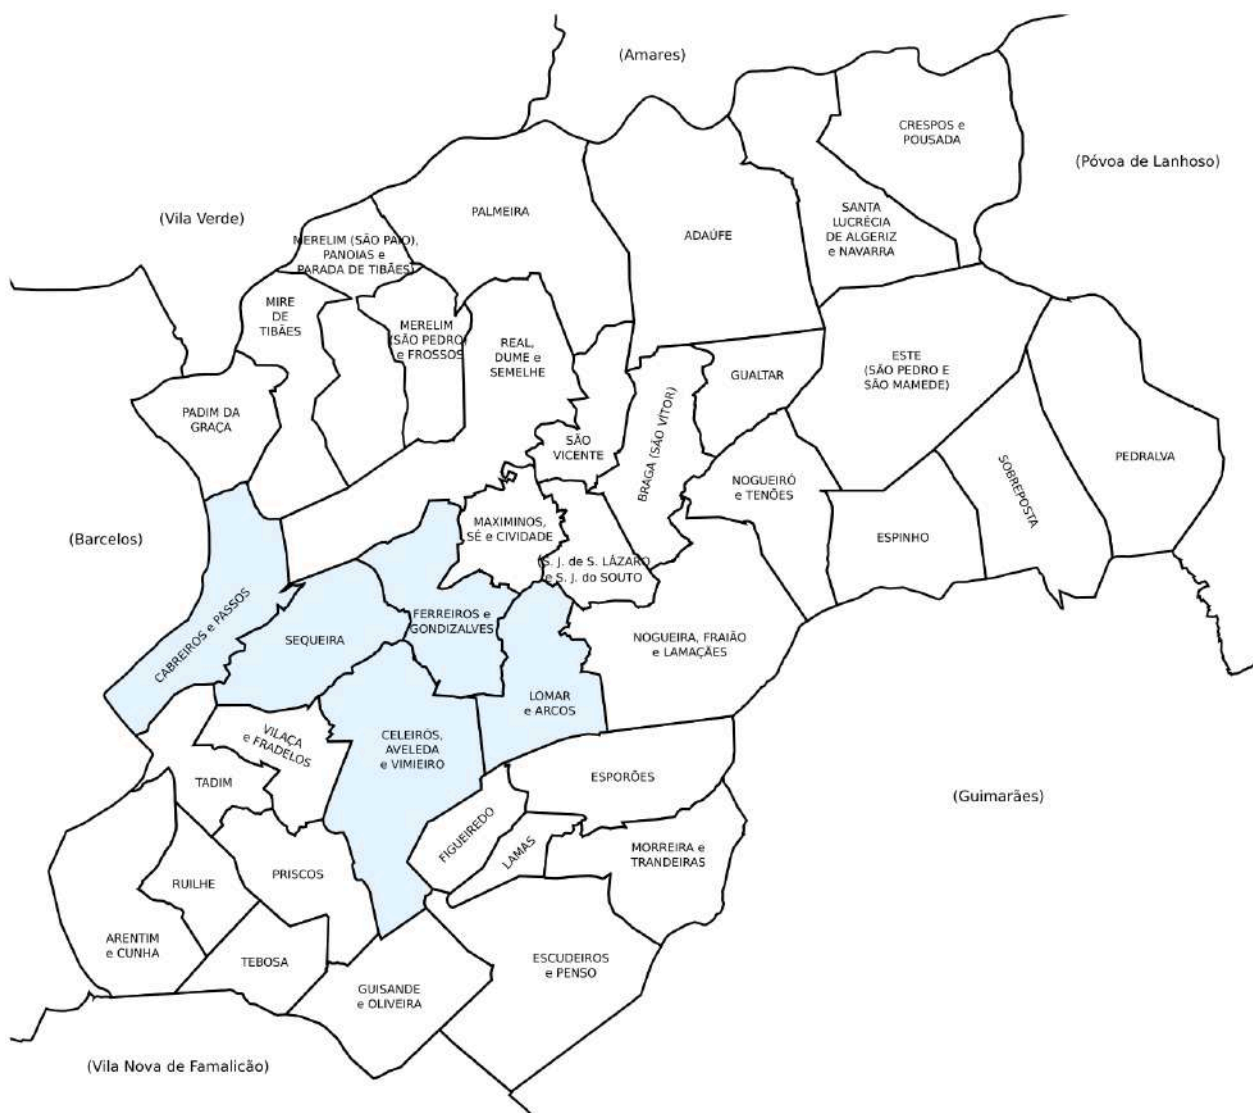 (Amares)
CRESPOS e
POUSADA
(Póvoa de Lanhoso)
(Vila Verde)
PALMEIRA
SANTA
LUCRÉCIA
DE ALGERIZ
e NAVARRA
ADAÚFE
MERELIM (SÃO PAIO),
PANOIAS e
PARADA DE TIBÃES)
MIRE
DE
TIBÃES
MERELIM
(SÃO PEDRO)
e FROSSOS
REAL,
DUME e
SEMELHE
GUALTAR
ESTE
(SÃO PEDRO E
SÃO MAMEDE)
PADIM DA
GRAÇA
SÃO
VICENTE
BRAGA (SÃO VÍTOR)
NOGUEIRÓ
e TENÕES
SOBREPOSTA
PEDRALVA
(Barcelos)
MAXIMINOS,
SÉ e CIVIDADE
ESPINHO
(S. J. de S. LÁZARO
e S. J. do SOUTO
CABREIROS e PASSOS
SEQUEIRA
FERREIROS e
GONDIZALVES
NOGUEIRA, FRAIÃO
e LAMAÇÃES
LOMAR
e ARCOS
VILAÇA
e FRADELOS
CELEIRÓS,
AVELEDA
e VIMIEIRO
TADIM
ESPORÕES
(Guimarães)
FIGUEIREDO
LAMAS
MORREIRA e
TRANDEIRAS
RUILHE
PRISCOS
ARENTIM
e CUNHA
TEBOSA
ESCUDEIROS
e PENSO
GUISANDE
e OLIVEIRA
(Vila Nova de Famalicão)